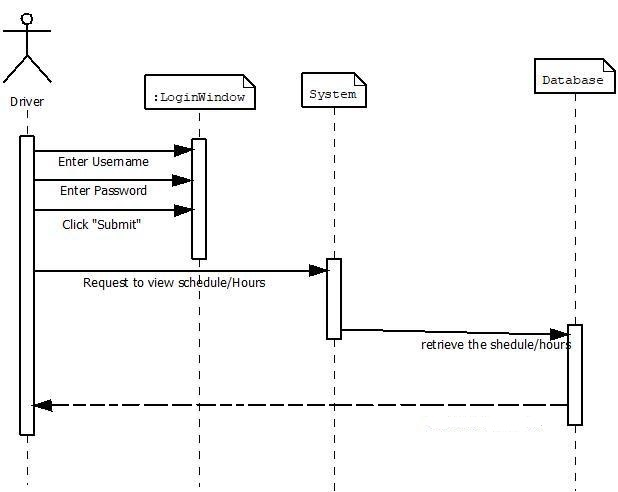 Driver
:LoginWindow
System
Database
Enter Username
Enter Password
Click "Submit"
Request to view schedule/Hours
retrieve the shedule/hours